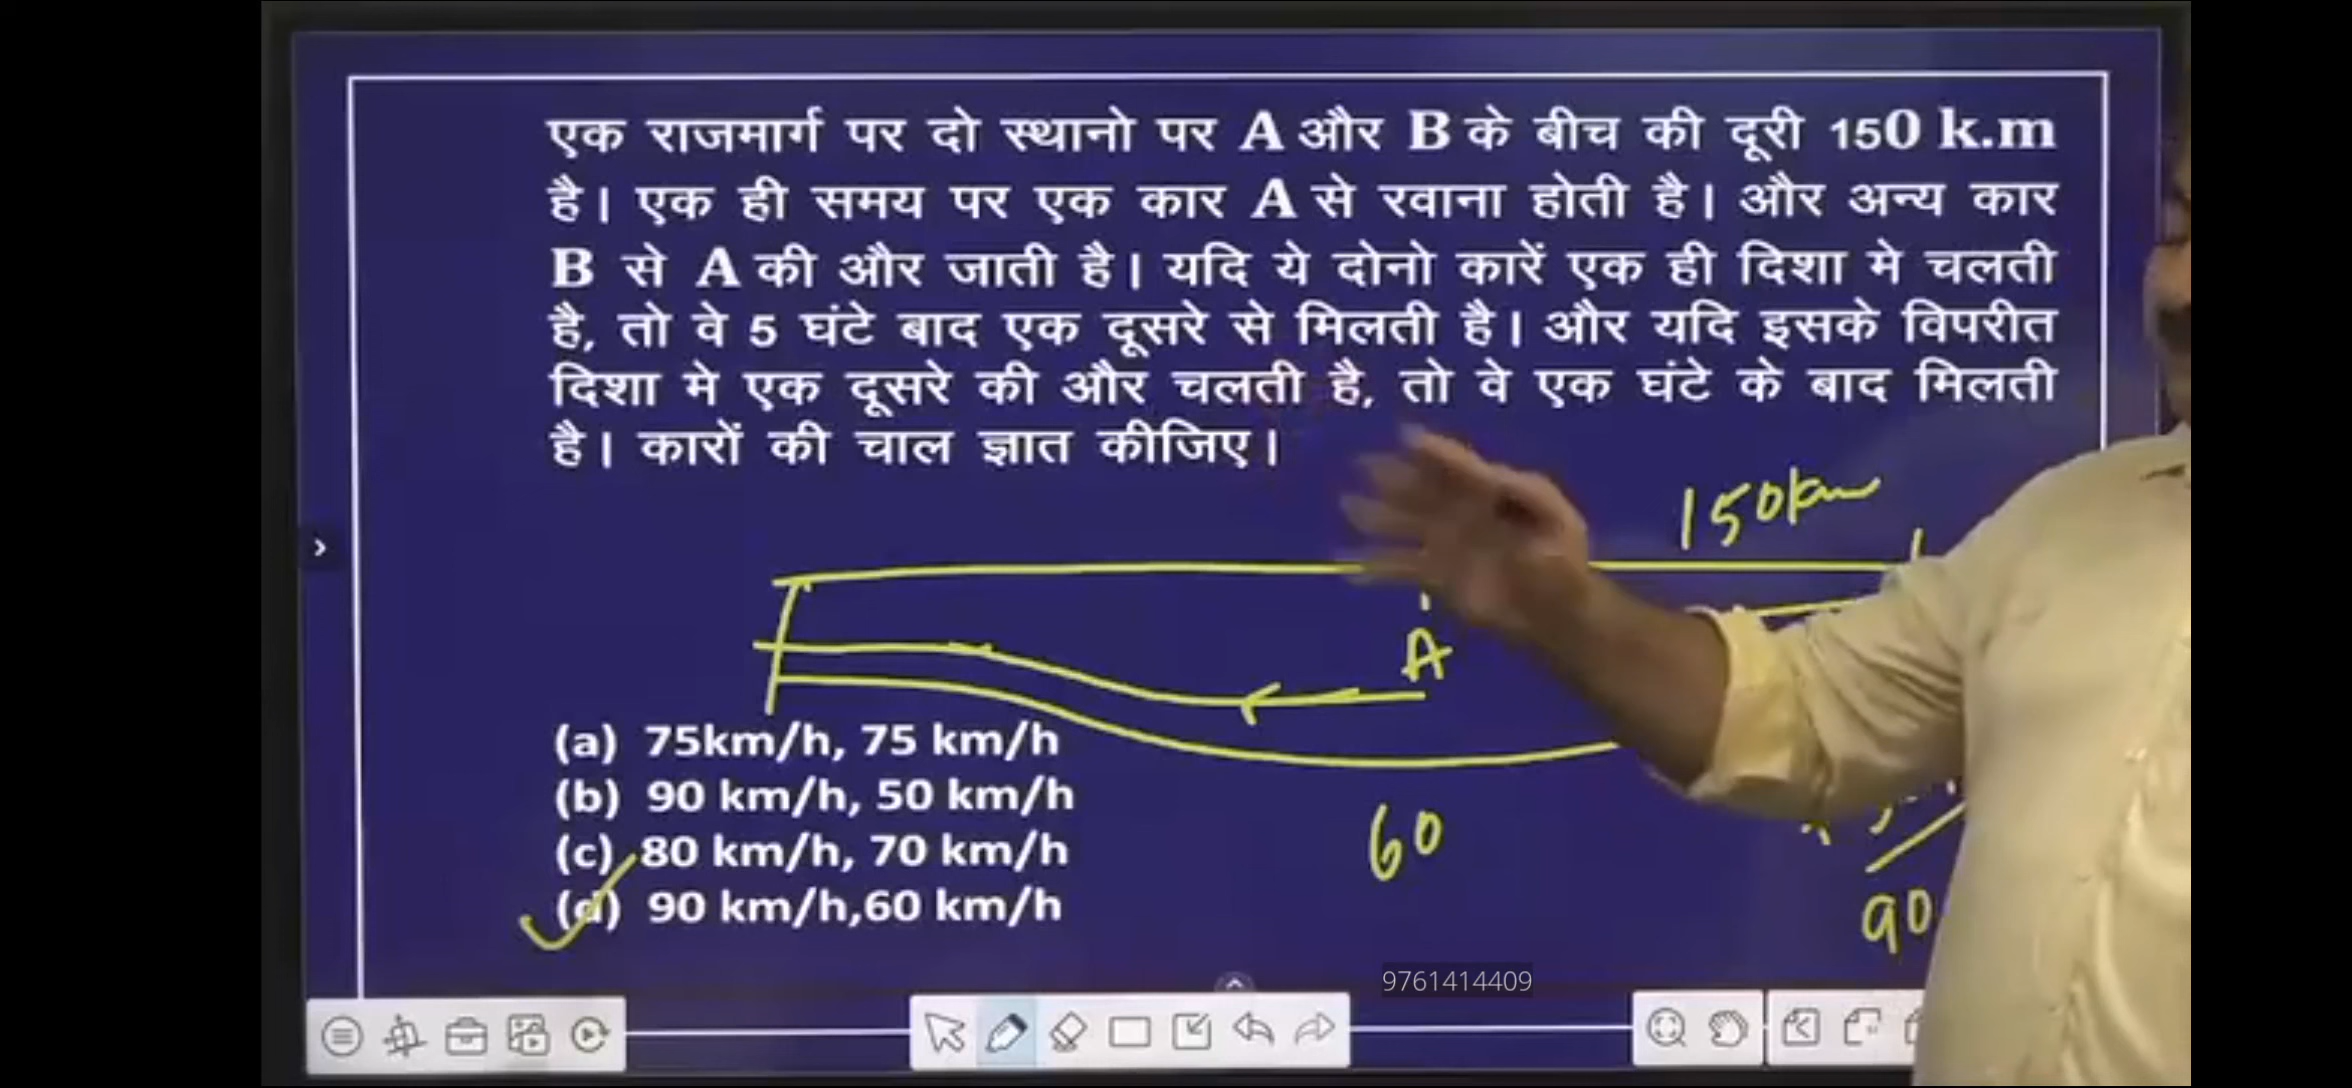 एक राजमार्ग पर दो स्थानो पर A और B के बीच की दूरी 150 k.m
है। एक ही समय पर एक कार A से रवाना होती है। और अन्य कार
B से A की और जाती है। यदि ये दोनो कारें एक ही दिशा मे चलती
है, तो वे 5 घंटे बाद एक दूसरे से मिलती है। और यदि इसके विपरीत
दिशा मे एक दूसरे की और चलती है, तो वे एक घंटे के बाद मिलती
है। कारों की चाल ज्ञात कीजिए।
150km
A
(a) 75km/h, 75 km/h
(b) 90 km/h, 50 km/h
(c) 80 km/h, 70 km/h
(d) 90 km/h,60 km/h
60
90
9761414409